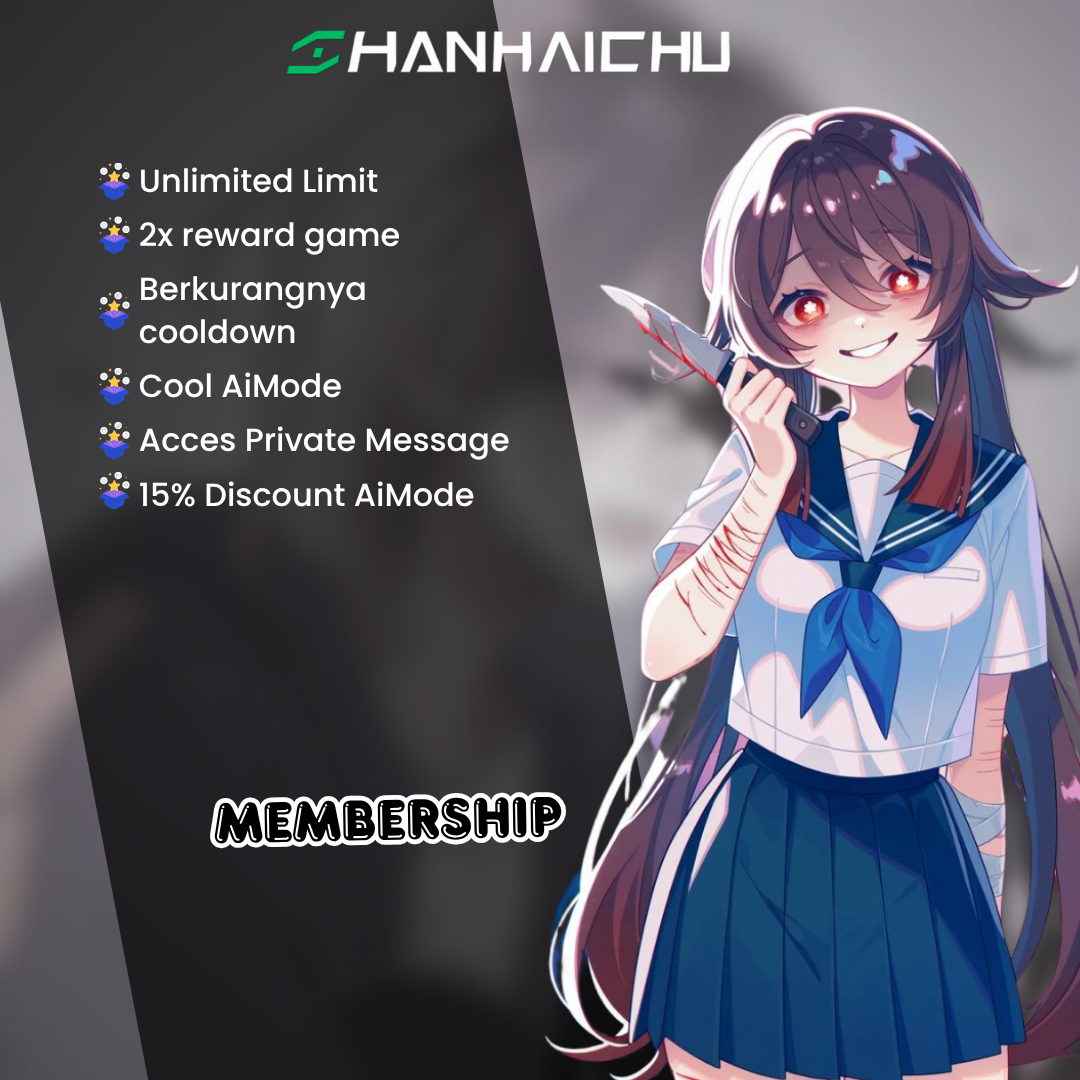 SHANHAICHU
Unlimited Limit
2x reward game
Berkurangnya
cooldown
Cool AiMode
Acces Private Message
15% Discount AiMode
MEMBERSHIP